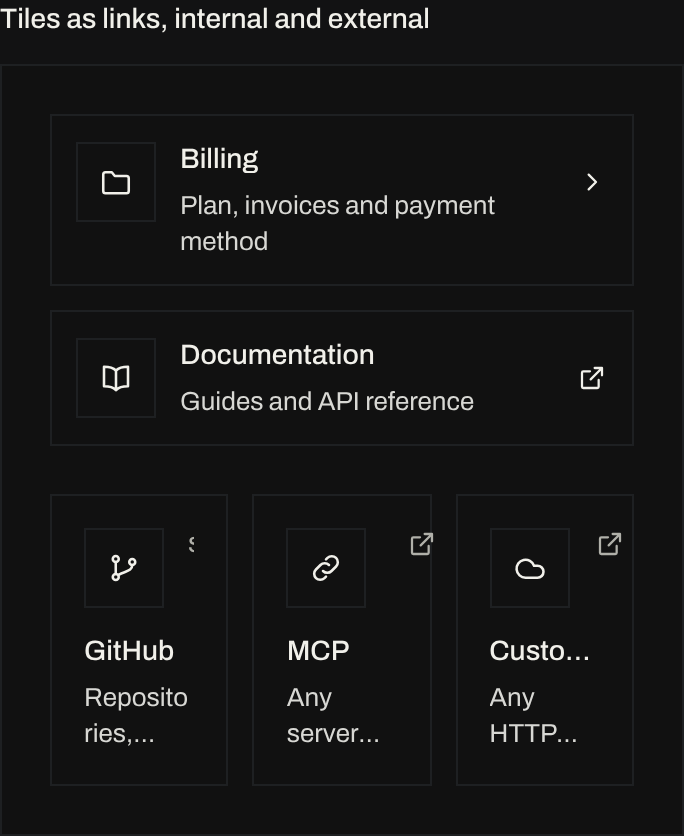 Tiles as links, internal and external
Billing
Plan, invoices and payment
method
Documentation
Guides and API reference
GitHub
Reposito
ries,...
MCP
Any
server...
Custo...
Any
HTTP...